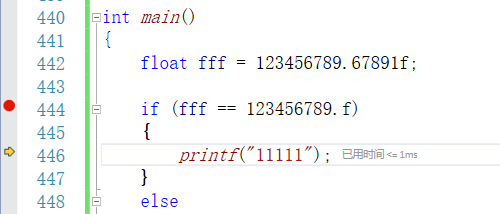 440 int main()
441 {
442 float fff = 123456789.67891f;
443
444 if (fff == 123456789.f)
445 {
446 printf("11111"); 已用时间 <= 1ms
447 }
448 else